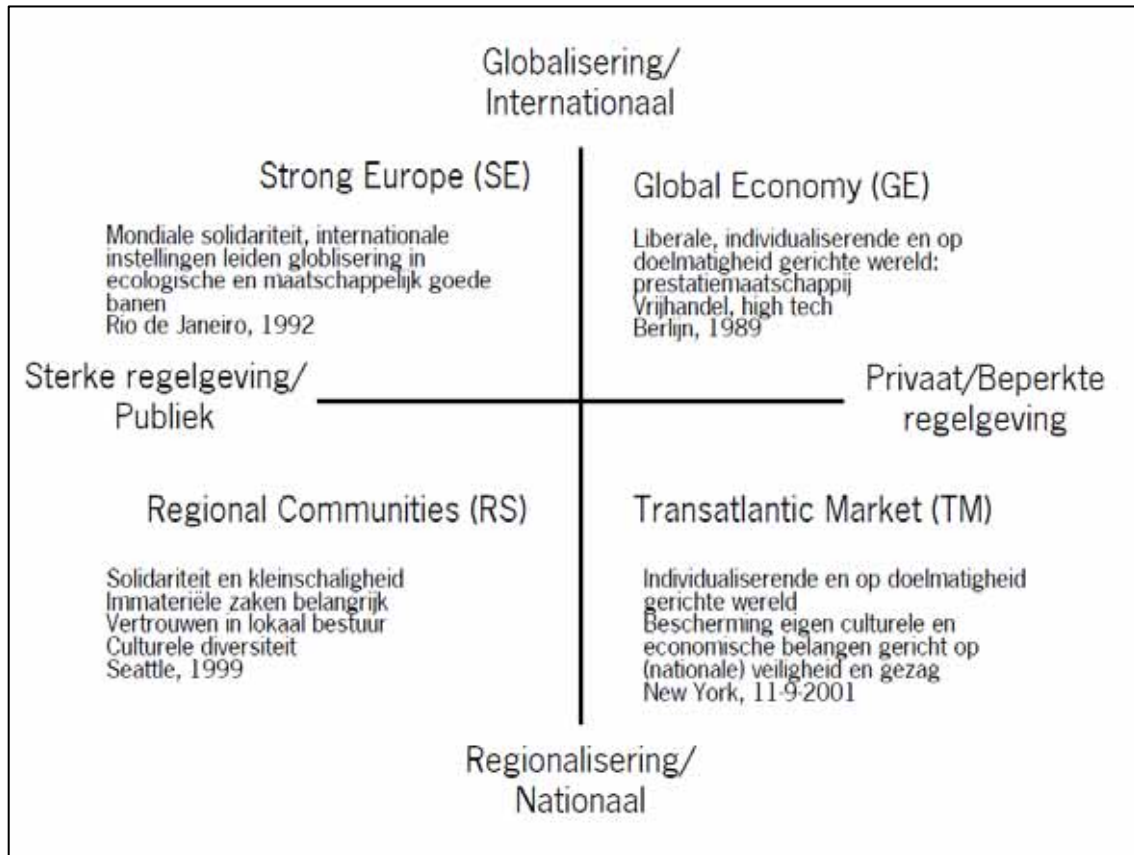 Globalisering/
Internationaal
Strong Europe (SE)
Mondiale solidariteit, internationale
instellingen leiden globlisering in
ecologische en maatschappelijk goede
banen
Rio de Janeiro, 1992
Global Economy (GE)
Liberale, individualiserende en op
doelmatigheid gerichte wereld:
prestatiemaatschappij
Vrijhandel, high tech
Berlijn, 1989
Sterke regelgeving/
Publiek
Privaat/Beperkte
regelgeving
Regional Communities (RS)
Solidariteit en kleinschaligheid
Immateriële zaken belangrijk
Vertrouwen in lokaal bestuur
Culturele diversiteit
Seattle, 1999
Transatlantic Market (TM)
Individualiserende en op doelmatigheid
gerichte wereld
Bescherming eigen culturele en
economische belangen gericht op
(nationale) veiligheid en gezag
New York, 11-9-2001
Regionalisering/
Nationaal